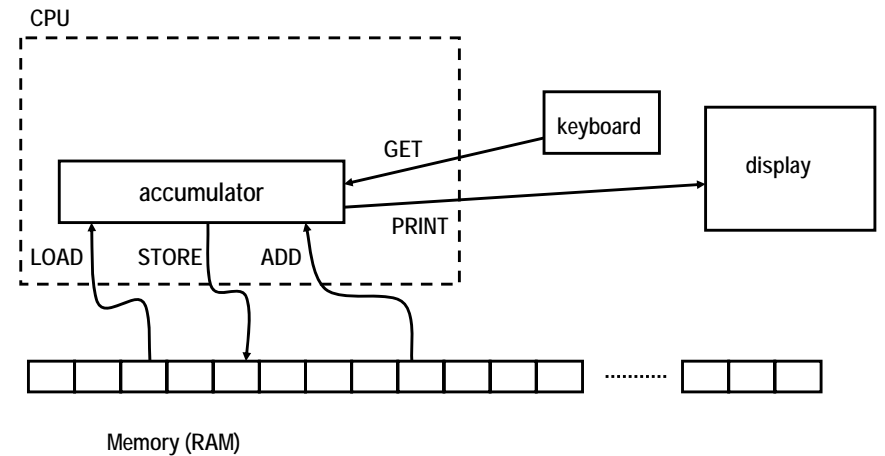 CPU
keyboard
GET
display
accumulator
PRINT
LOAD STORE ADD
Memory (RAM)